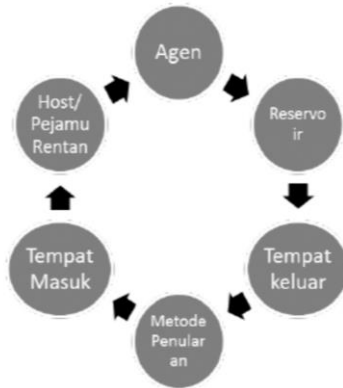 Agen
Reservo
ir
Tempat
keluar
Metode
Penular
an
Tempat
Masuk
Host/
Pejamu
Rentan